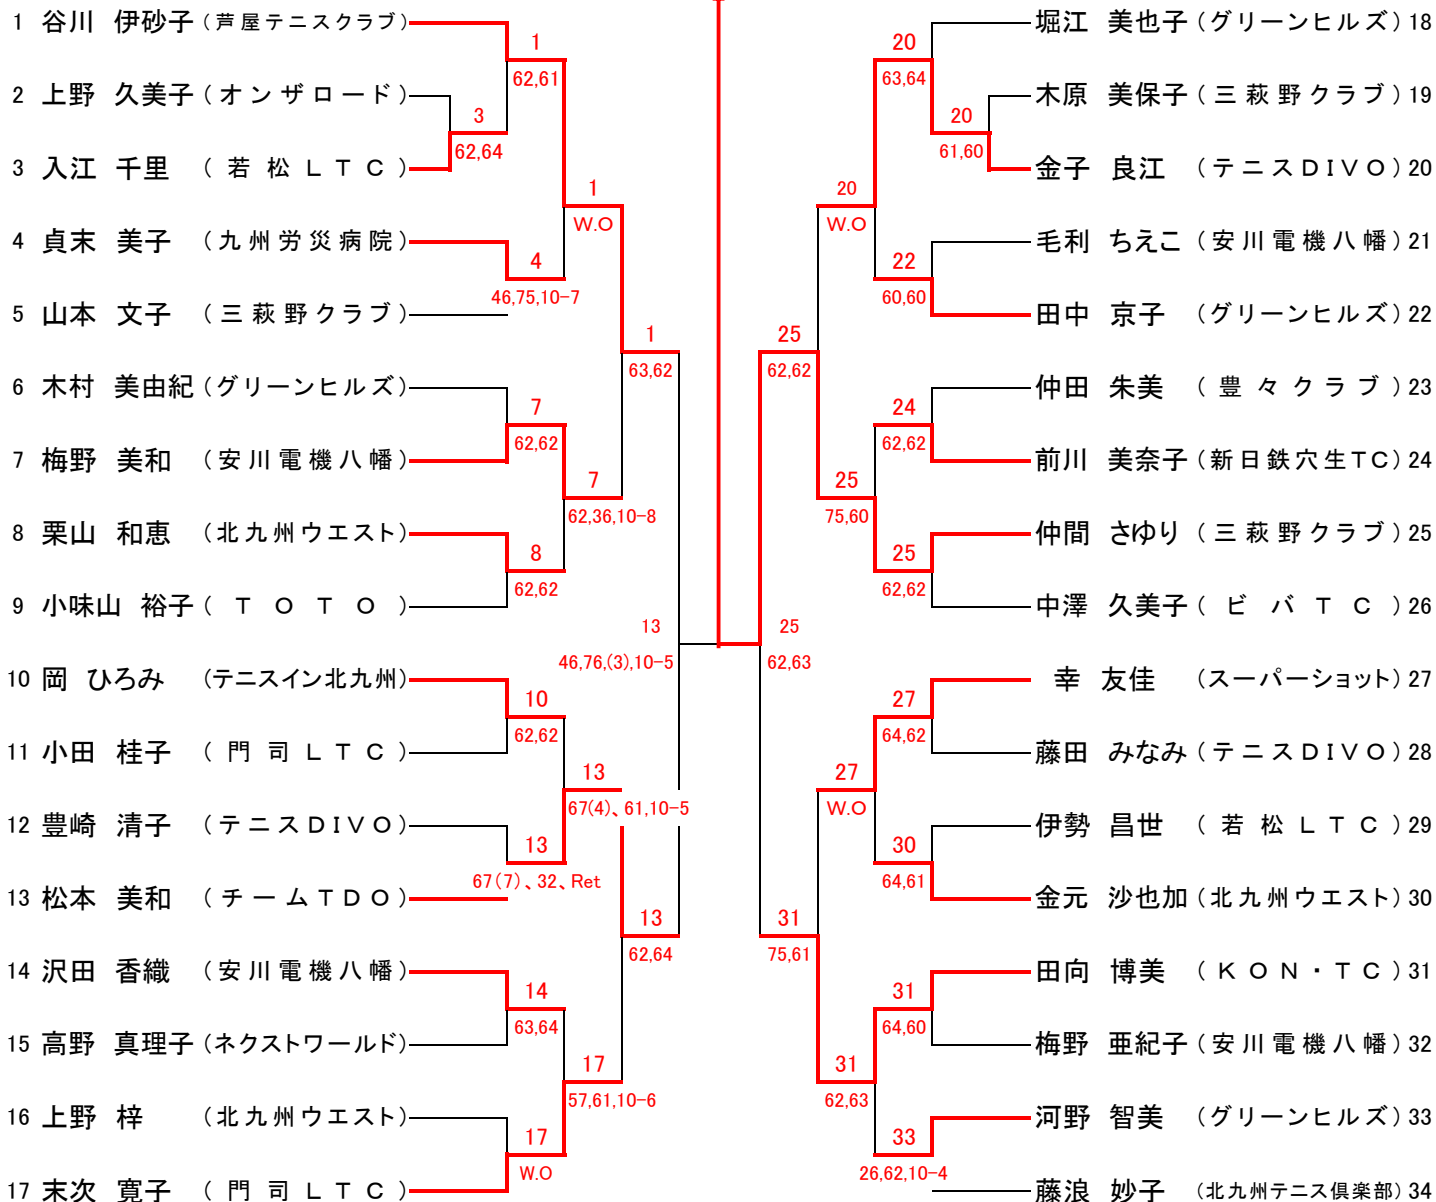 1 谷川 伊砂子 (芦屋テニスクラブ)
1
62,61
2 上野 久美子 (オンザロード)
3
62,64
3 入江 千里 (若松LTC)
1
W.O
4 貞末 美子 (九州労災病院)
4
46,75,10-7
5 山本 文子 (三萩野クラブ)
1
63,62
6 木村 美由紀 (グリーンヒルズ)
7
62,62
7 梅野 美和 (安川電機八幡)
7
62,36,10-8
8 栗山 和恵 (北九州ウエスト)
8
62,62
9 小味山 裕子 (TOTO)
13
46,76,(3),10-5
10 岡 ひろみ (テニスイン北九州)
10
62,62
11 小田 桂子 (門司LTC)
13
67(4)、61,10-5
12 豊崎 清子 (テニスDIVO)
13
67(7)、32、Ret
13 松本 美和 (チームTDO)
13
62,64
14 沢田 香織 (安川電機八幡)
14
63,64
15 高野 真理子 (ネクストワールド)
17
57,61,10-6
16 上野 梓 (北九州ウエスト)
17
W.O
17 末次 寛子 (門司LTC)
堀江 美也子 (グリーンヒルズ) 18
20
63,64
木原 美保子 (三萩野クラブ) 19
20
61,60
金子 良江 (テニスDIVO) 20
20
W.O
毛利 ちえこ (安川電機八幡) 21
22
60,60
田中 京子 (グリーンヒルズ) 22
25
62,62
仲田 朱美 (豊々クラブ) 23
24
62,62
前川 美奈子 (新日鉄穴生TC) 24
25
75,60
仲間 さゆり (三萩野クラブ) 25
25
62,62
中澤 久美子 (ビバTC) 26
25
62,63
幸 友佳 (スーパーショット) 27
27
64,62
藤田 みなみ (テニスDIVO) 28
27
W.O
伊勢 昌世 (若松LTC) 29
30
64,61
金元 沙也加 (北九州ウエスト) 30
31
75,61
田向 博美 (KON・TC) 31
31
64,60
梅野 亜紀子 (安川電機八幡) 32
31
62,63
河野 智美 (グリーンヒルズ) 33
33
26,62,10-4
藤浪 妙子 (北九州テニス倶楽部) 34